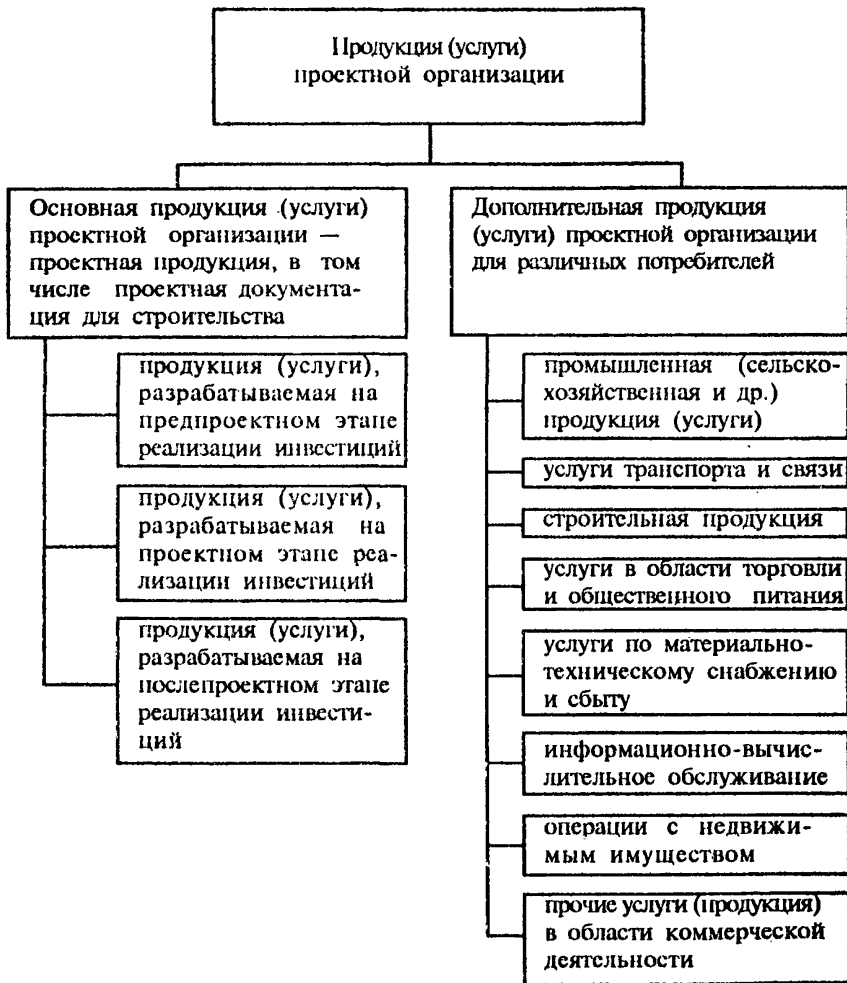 Продукция (услуги)
проектной организации
Основная продукция (услуги)
проектной организации —
проектная продукция, в том
числе проектная документа-
ция для строительства
продукция (услуги),
разрабатываемая на
предпроектном этапе
реализации инвестиций
продукция (услуги),
разрабатываемая на
проектном этапе реа-
лизации инвестиций
продукция (услуги),
разрабатываемая на
послепроектном этапе
реализации инвести-
ций
Дополнительная продукция
(услуги) проектной организации
для различных потребителей
промышленная (сельско-
хозяйственная и др.)
продукция (услуги)
услуги транспорта и связи
строительная продукция
услуги в области торговли
и общественного питания
услуги по материально-
техническому снабжению
и сбыту
информационно-вычис-
лительное обслуживание
операции с недвижи-
мым имуществом
прочие услуги (продукция)
в области коммерческой
деятельности